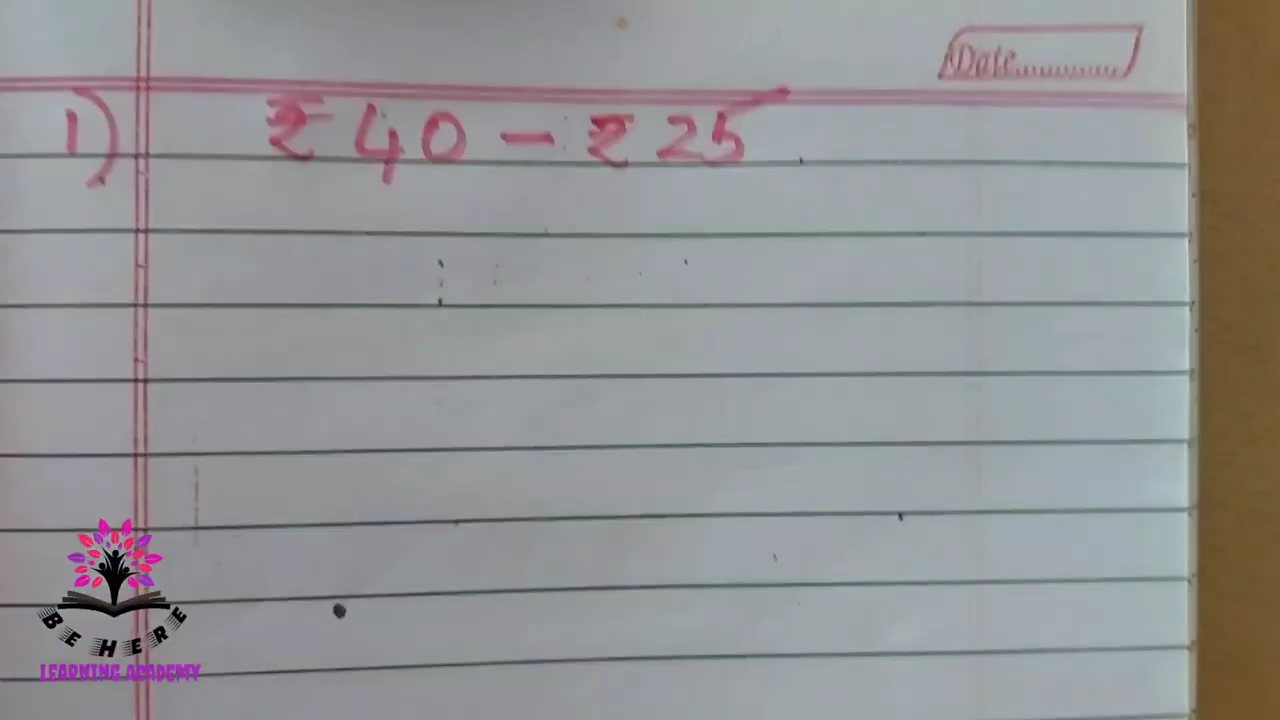 Date............
1) ₹ 40 - ₹ 25
BE HERE
LEARNING ACADEMY